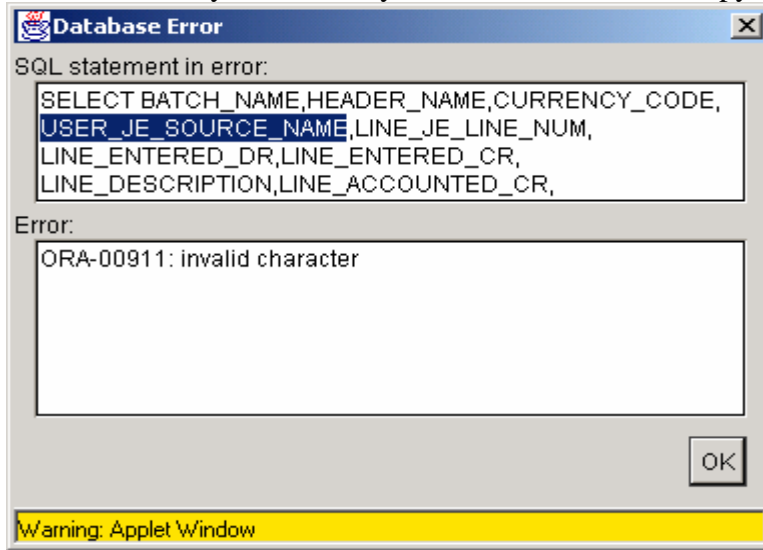 py
Database Error
SQL statement in error:
SELECT BATCH_NAME,HEADER_NAME,CURRENCY_CODE,
USER_JE_SOURCE_NAME,LINE_JE_LINE_NUM,
LINE_ENTERED_DR,LINE_ENTERED_CR,
LINE_DESCRIPTION,LINE_ACCOUNTED_CR,
Error:
ORA-00911: invalid character
OK
Warning: Applet Window